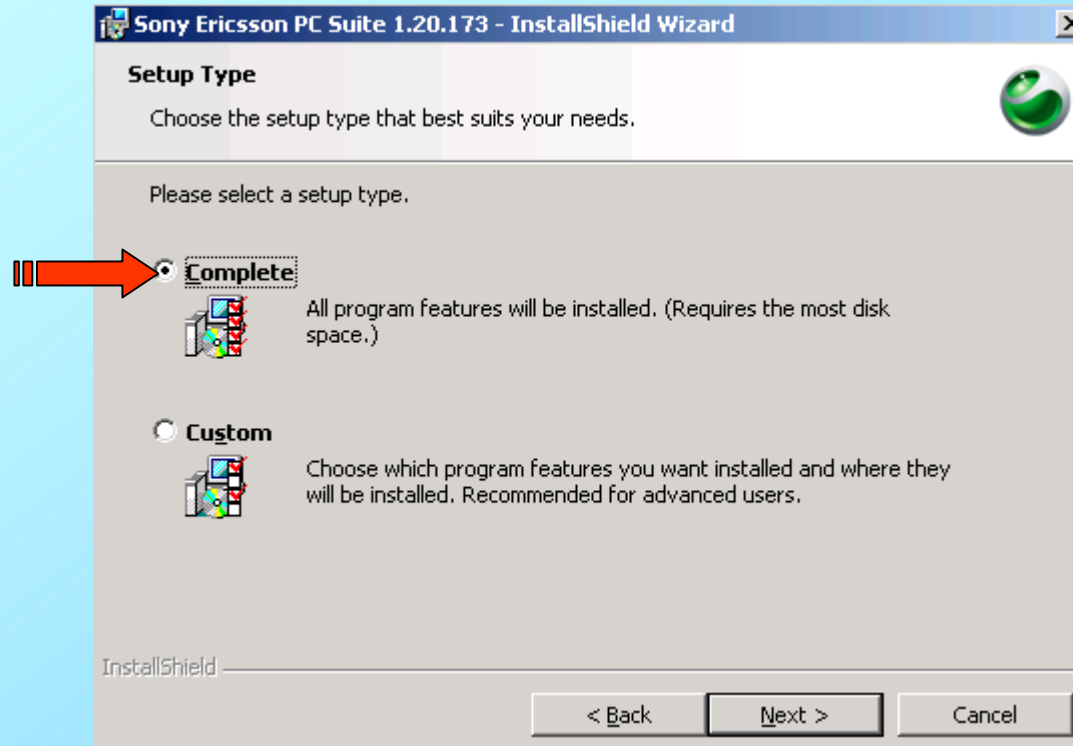 Sony Ericsson PC Suite 1.20.173 - InstallShield Wizard
Setup Type
Choose the setup type that best suits your needs.
Please select a setup type.
Complete
All program features will be installed. (Requires the most disk
space.)
Custom
Choose which program features you want installed and where they
will be installed. Recommended for advanced users.
InstallShield
< Back
Next >
Cancel